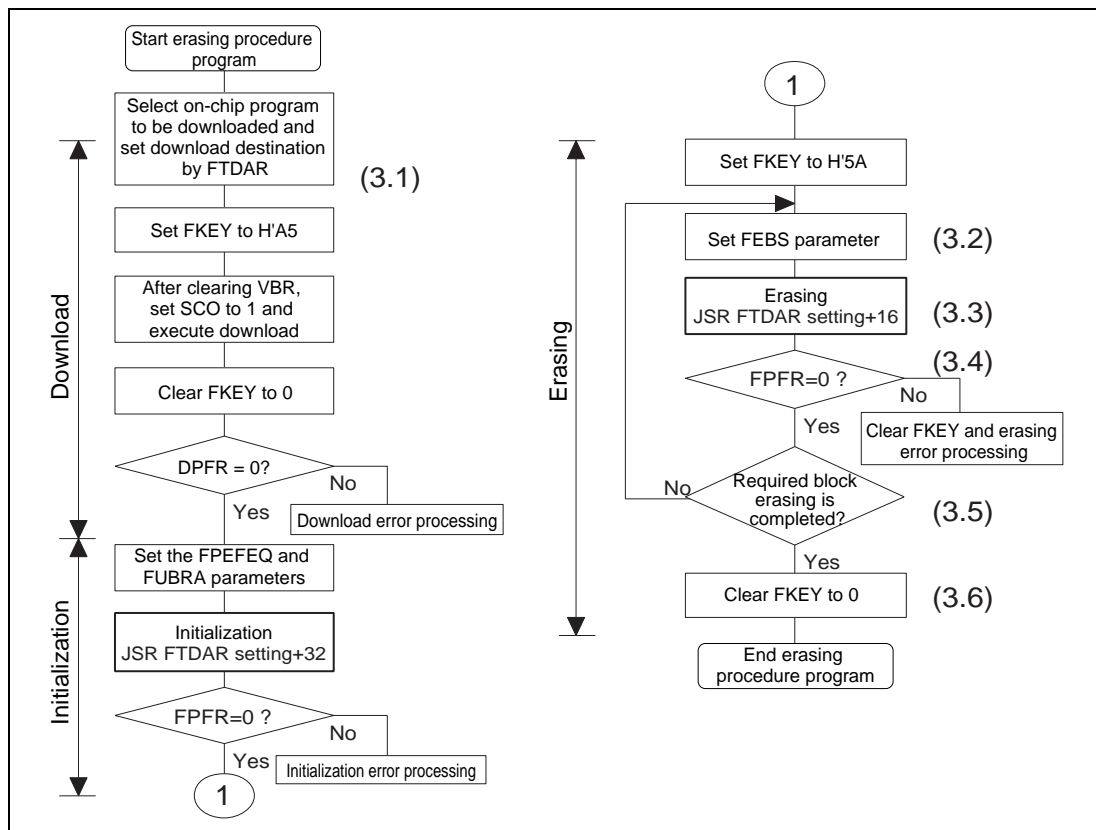 Start erasing procedure
program
Select on-chip program
to be downloaded and
set download destination
by FTDAR
(3.1)
Set FKEY to H'A5
After clearing VBR,
set SCO to 1 and
execute download
Clear FKEY to 0
DPFR = 0?
No
Yes
Download error processing
Download
Set the FPEFEQ and
FUBRA parameters
Initialization
JSR FTDAR setting+32
FPFR=0 ?
No
Yes
Initialization error processing
1
Initialization
1
Set FKEY to H'5A
Set FEBS parameter
(3.2)
Erasing
JSR FTDAR setting+16
(3.3)
(3.4)
FPFR=0 ?
No
Yes
Clear FKEY and erasing
error processing
Required block
erasing is
completed?
No
(3.5)
Yes
Clear FKEY to 0
(3.6)
End erasing
procedure program
Erasing